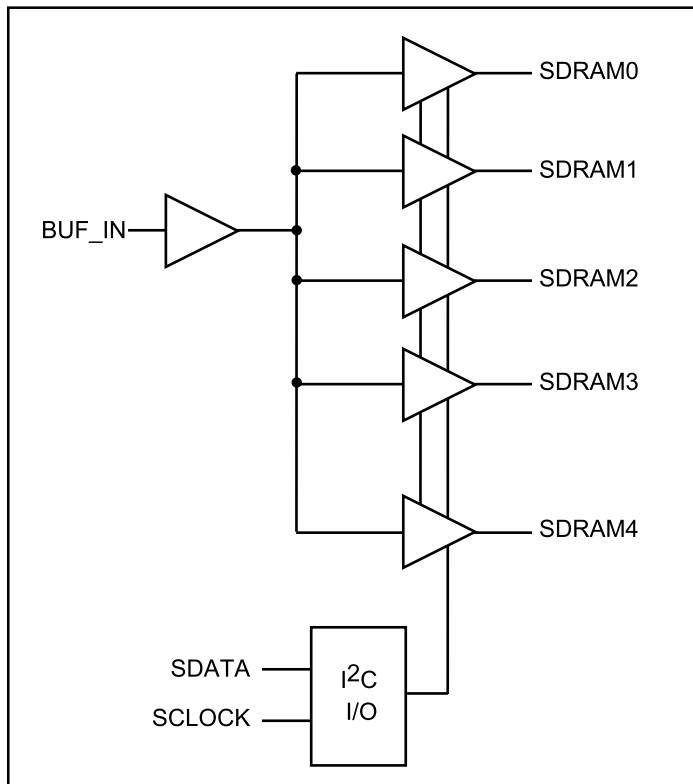 SDRAM0
SDRAM1
BUF_IN
SDRAM2
SDRAM3
SDRAM4
SDATA
I²C
I/O
SCLOCK